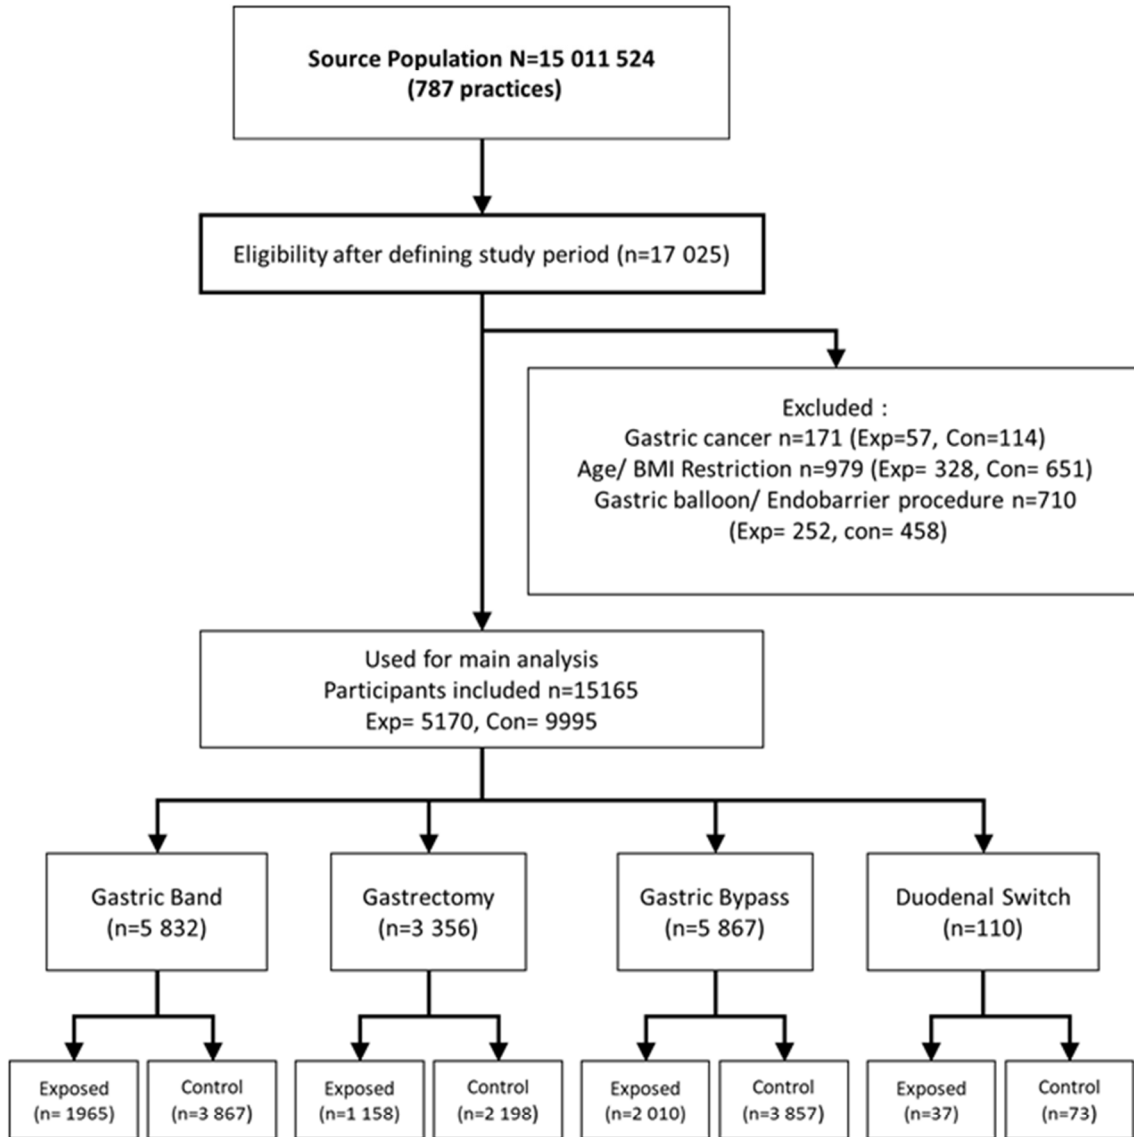 Source Population N=15 011 524
(787 practices)
Eligibility after defining study period (n=17 025)
Excluded :
Gastric cancer n=171 (Exp=57, Con=114)
Age/ BMI Restriction n=979 (Exp= 328, Con= 651)
Gastric balloon/ Endobarrier procedure n=710
(Exp= 252, con= 458)
Used for main analysis
Participants included n=15165
Exp= 5170, Con= 9995
Gastric Band
(n=5 832)
Gastrectomy
(n=3 356)
Gastric Bypass
(n=5 867)
Duodenal Switch
(n=110)
Exposed
(n= 1965)
Control
(n=3 867)
Exposed
(n=1 158)
Control
(n=2 198)
Exposed
(n=2 010)
Control
(n=3 857)
Exposed
(n=37)
Control
(n=73)